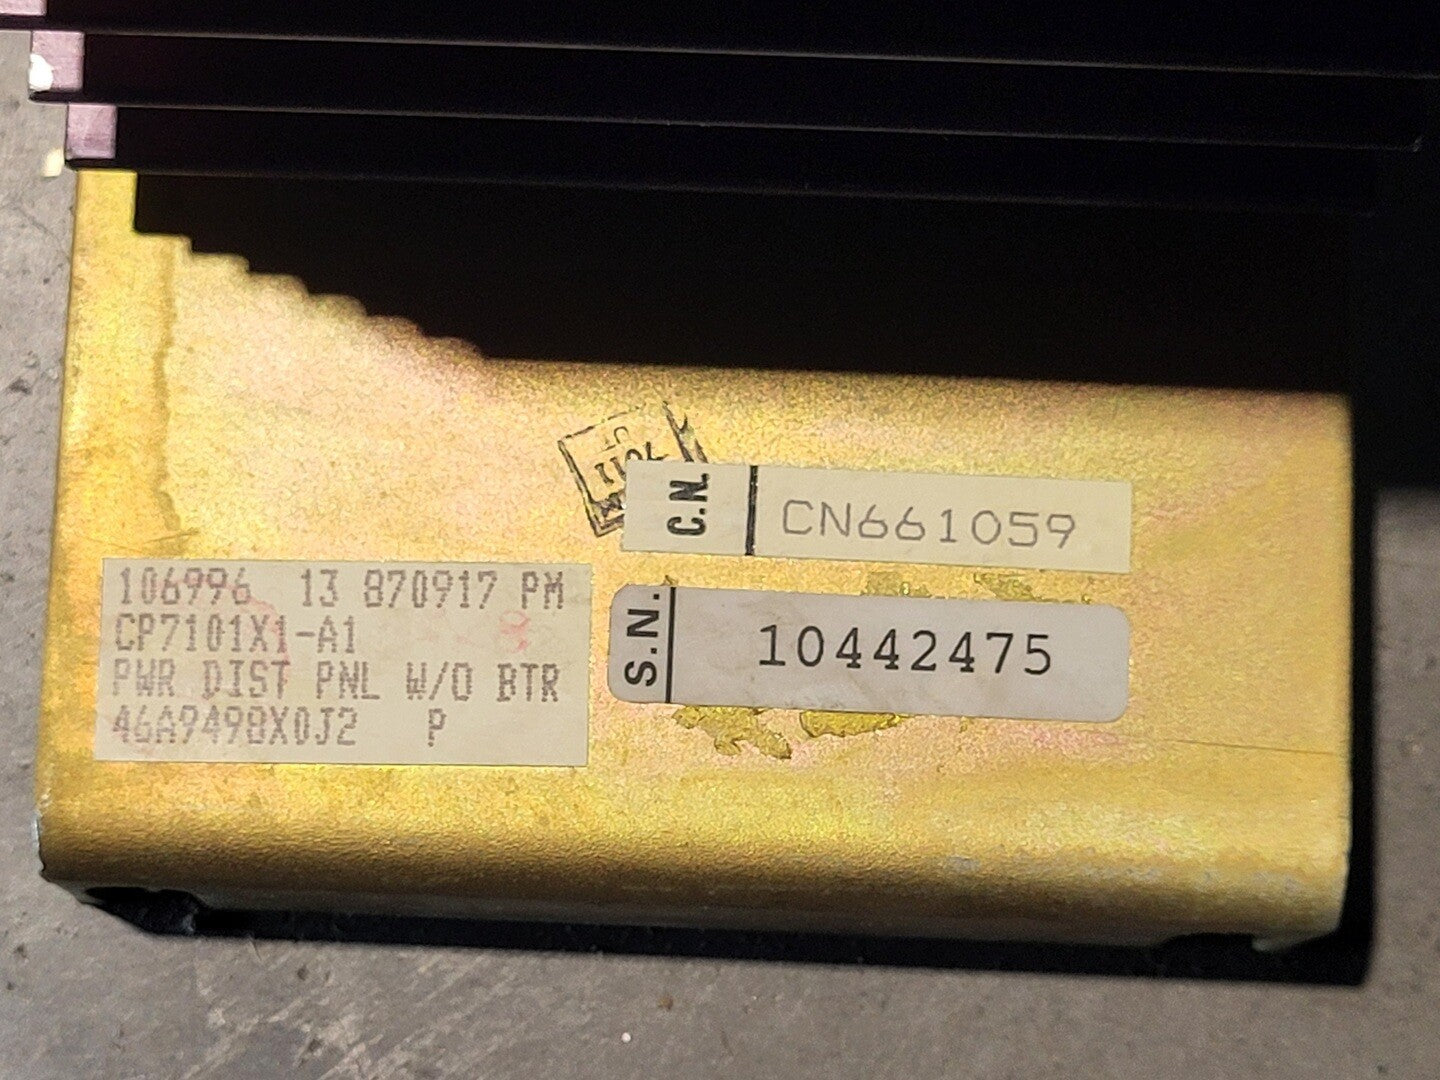 C.N. CN661059
106996 13 870917 PM
CP7101X1-A1
PWR DIST PNL W/O BTR
46A9498X0J2 P
S.N. 10442475